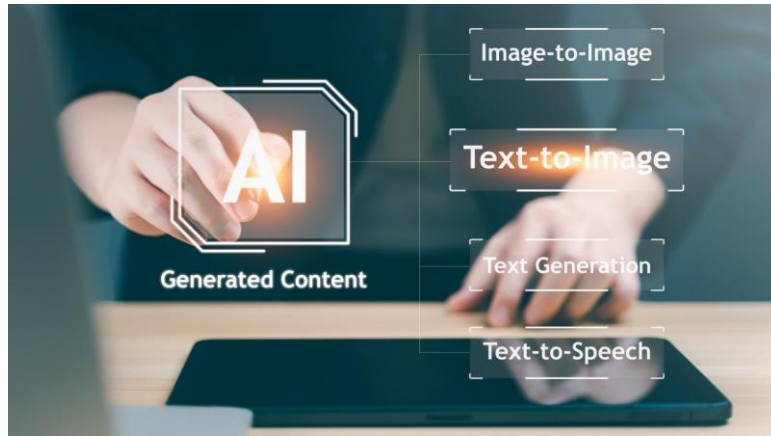 AI
Generated Content
Image-to-Image
Text-to-Image
Text Generation
Text-to-Speech